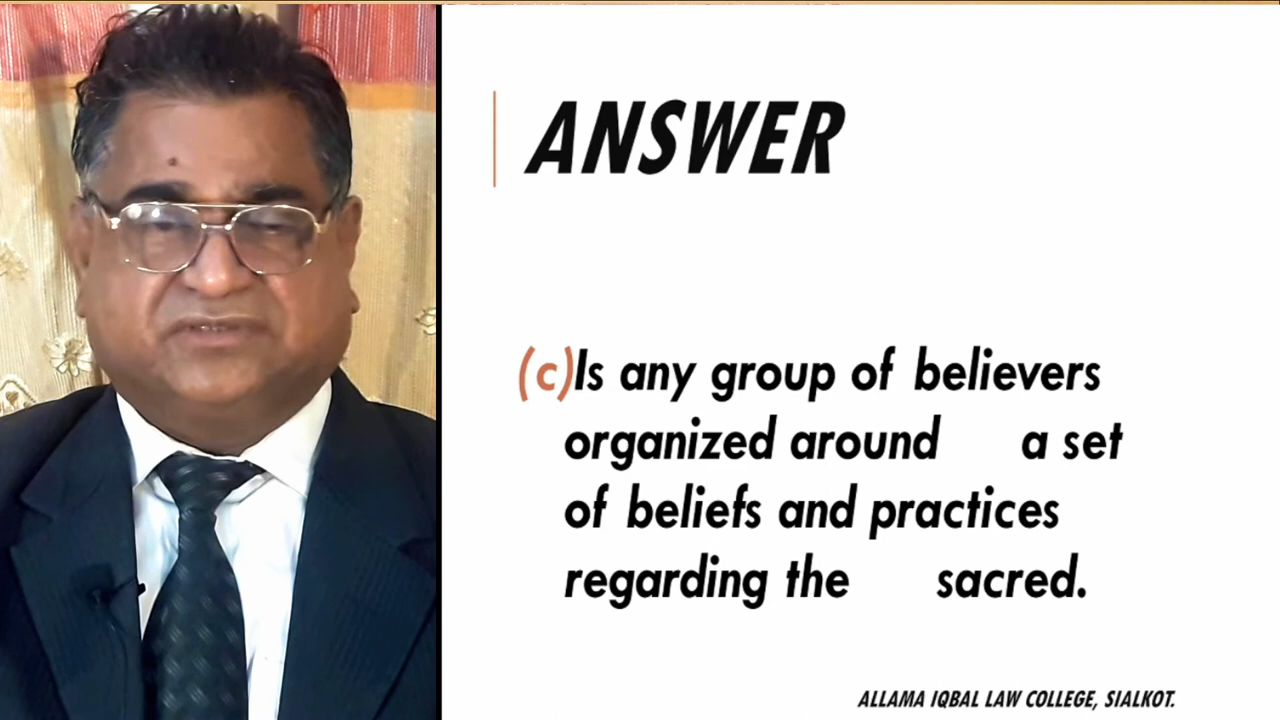 ANSWER
(c)Is any group of believers
organized around a set
of beliefs and practices
regarding the sacred.
ALLAMA IQBAL LAW COLLEGE, SIALKOT.